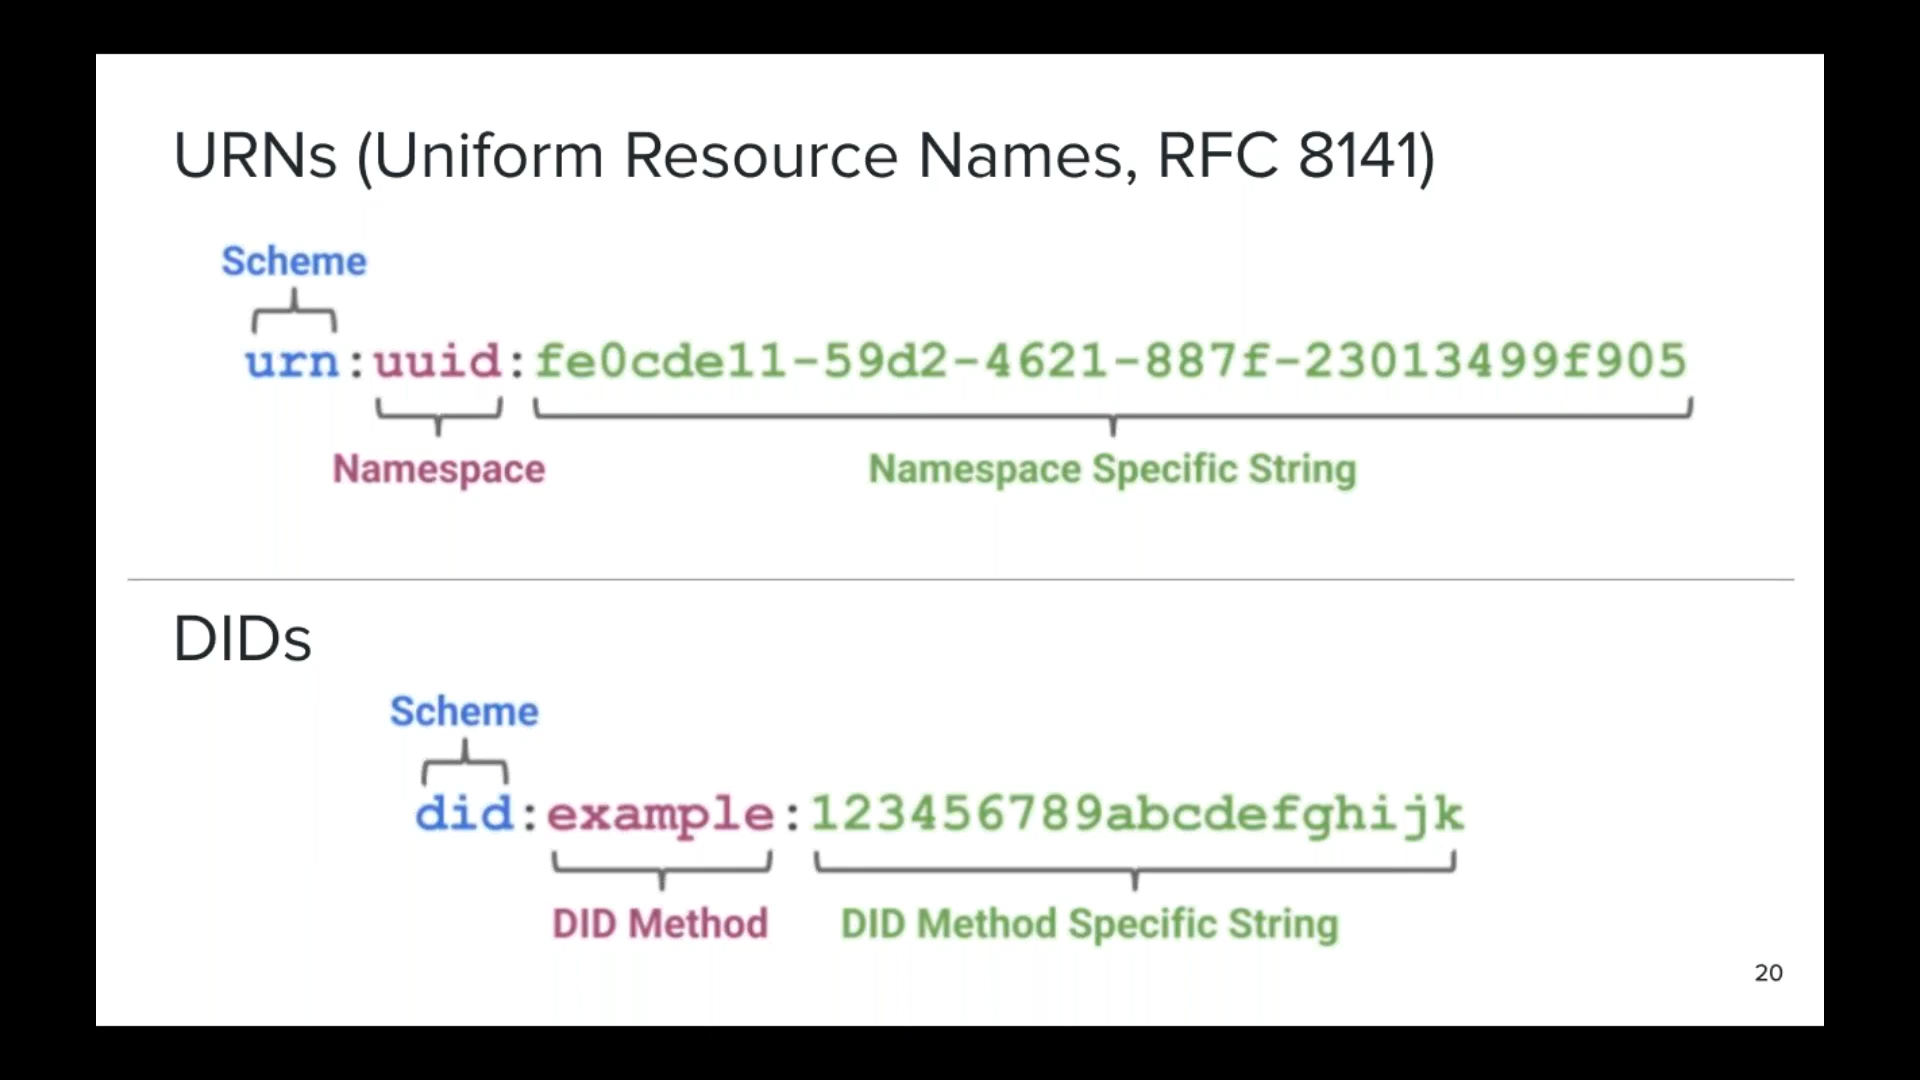 URNs (Uniform Resource Names, RFC 8141)
Scheme
urn:uuid:fe0cde11-59d2-4621-887f-23013499f905
Namespace Namespace Specific String
DIDs
Scheme
did:example:123456789abcdefghijk
DID Method DID Method Specific String
20